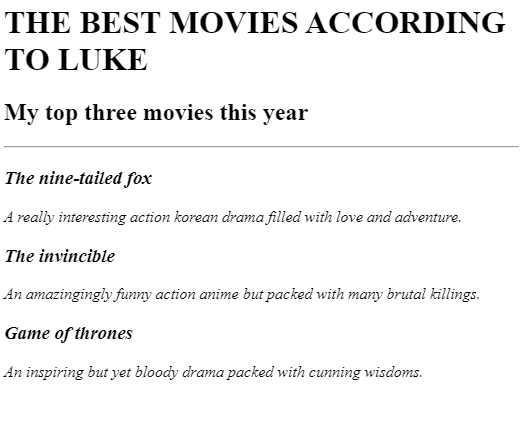 THE BEST MOVIES ACCORDING
TO LUKE
My top three movies this year
The nine-tailed fox
A really interesting action korean drama filled with love and adventure.
The invincible
An amazingingly funny action anime but packed with many brutal killings.
Game of thrones
An inspiring but yet bloody drama packed with cunning wisdoms.